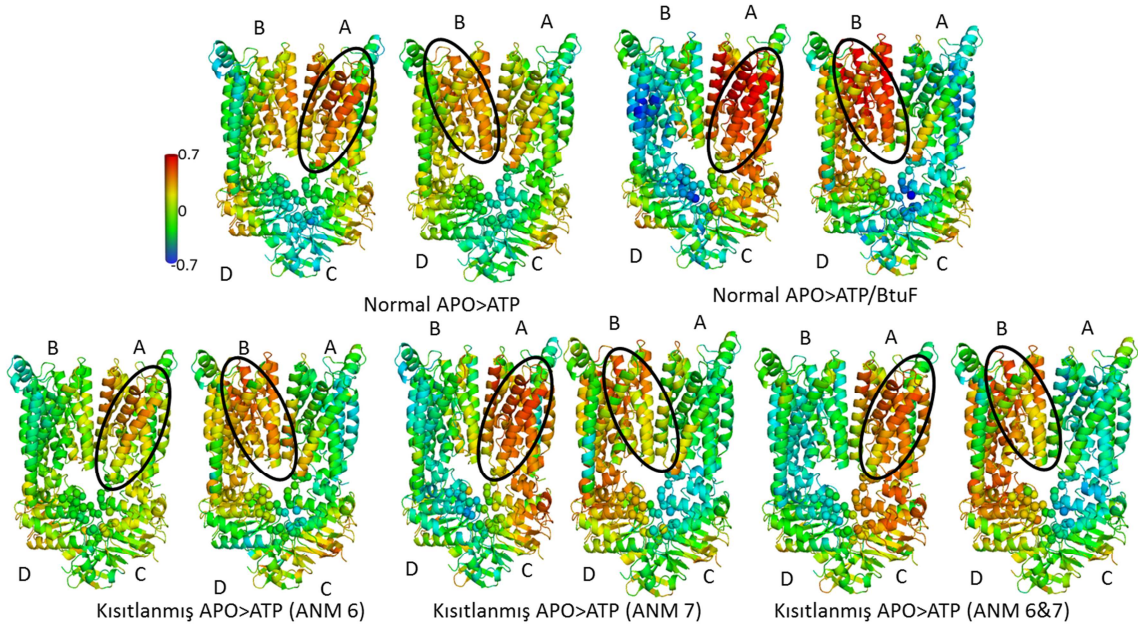 B A B A B A B A
0.7
0
-0.7
D C D C D C D C
Normal APO>ATP
Normal APO>ATP/BtuF
B A B A B A B A B A B A
D C D C D C D C D C D C
Kısıtlanmış APO>ATP (ANM 6)
Kısıtlanmış APO>ATP (ANM 7)
Kısıtlanmış APO>ATP (ANM 6&7)